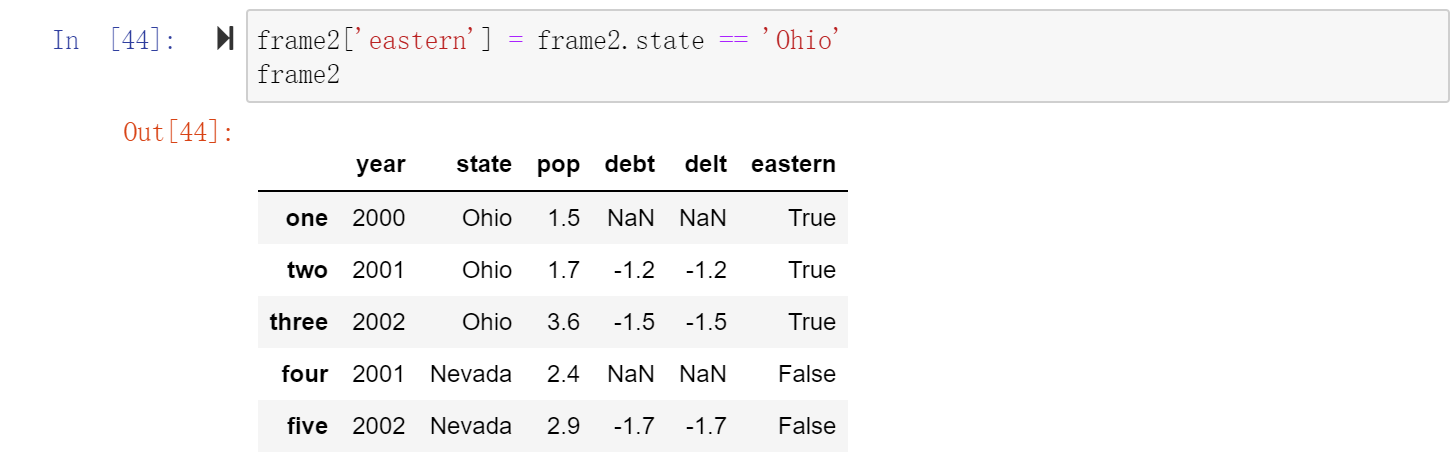 In [44]: frame2['eastern'] = frame2.state == 'Ohio'
frame2
Out[44]:
year state pop debt delt eastern
one 2000 Ohio 1.5 NaN NaN True
two 2001 Ohio 1.7 -1.2 -1.2 True
three 2002 Ohio 3.6 -1.5 -1.5 True
four 2001 Nevada 2.4 NaN NaN False
five 2002 Nevada 2.9 -1.7 -1.7 False